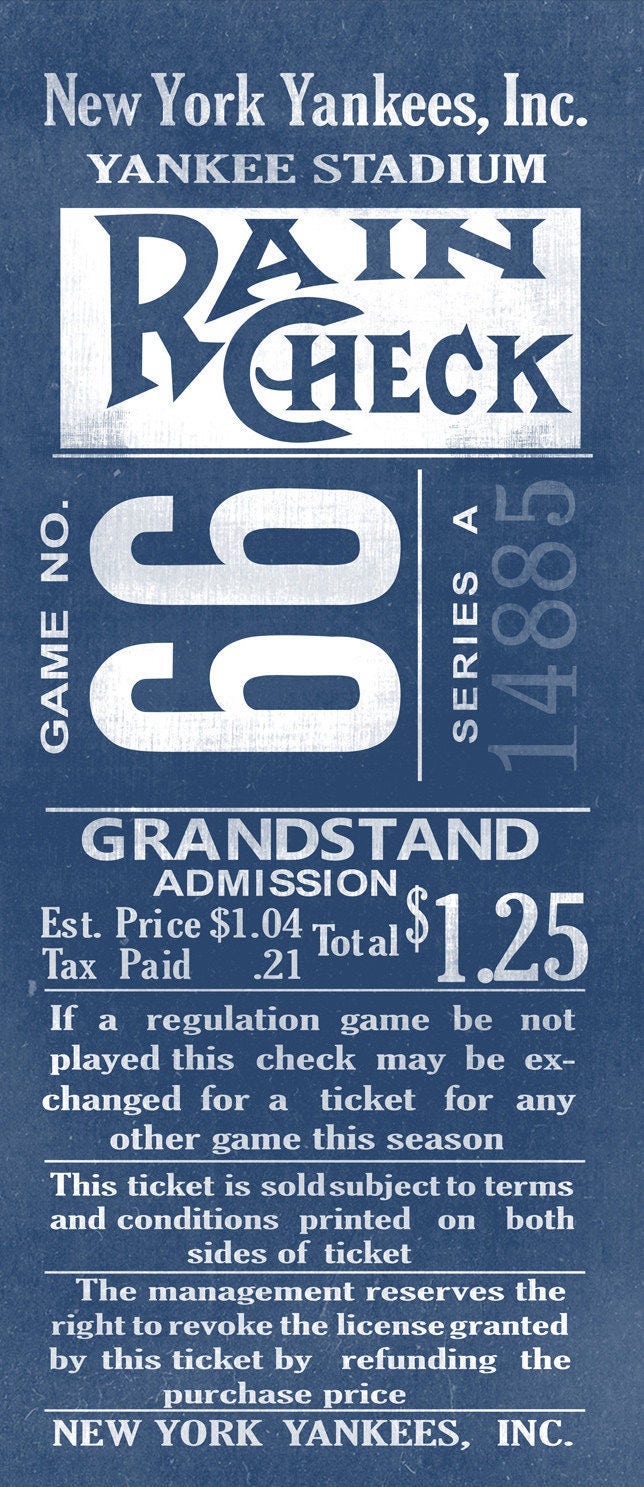 New York Yankees, Inc.
YANKEE STADIUM
RAIN
CHECK
GAME NO.
66
SERIES A
14885
GRANDSTAND
ADMISSION
Est. Price $1.04
Tax Paid .21
Total $1.25
If a regulation game be not
played this check may be ex-
changed for a ticket for any
other game this season
This ticket is sold subject to terms
and conditions printed on both
sides of ticket
The management reserves the
right to revoke the license granted
by this ticket by refunding the
purchase price
NEW YORK YANKEES, INC.